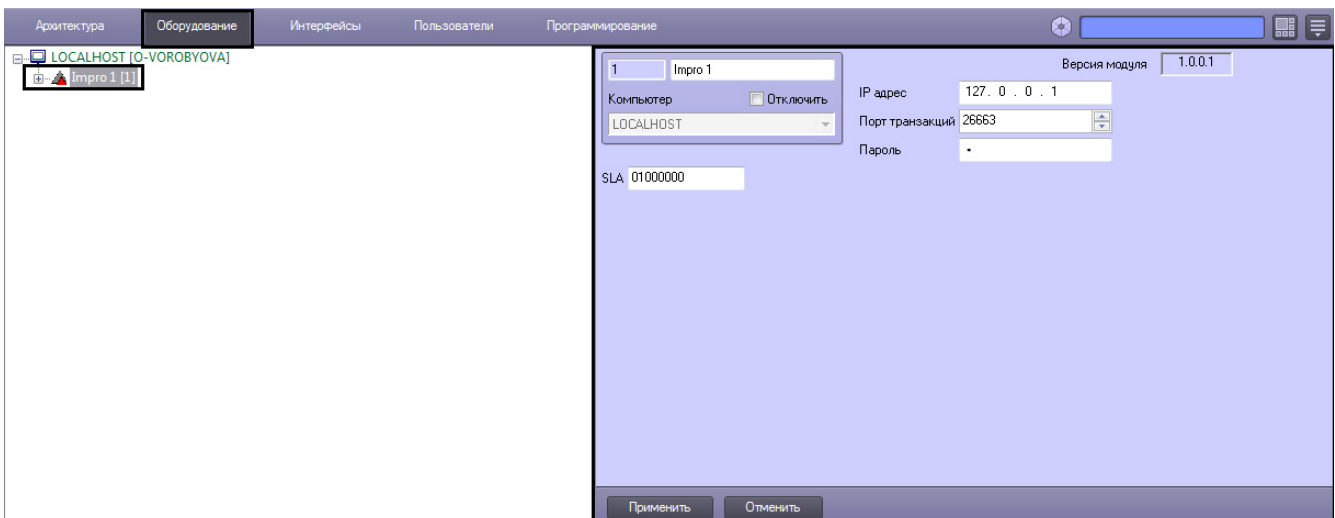 Архитектура Оборудование Интерфейсы Пользователи Программирование
LOCALHOST [O-VOROBYOVA]
Impro 1 [1]
1 Impro 1
Версия модуля 1.0.0.1
Компьютер Отключить
IP адрес 127. 0 . 0 . 1
LOCALHOST
Порт транзакций 26663
Пароль •
SLA 01000000
Применить Отменить